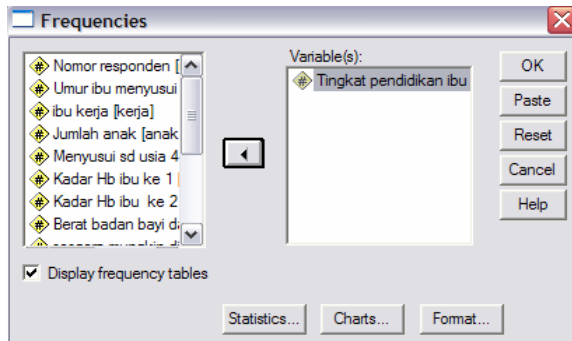 Frequencies
Nomor responden [
Umur ibu menyusui
ibu kerja [kerja]
Jumlah anak [anak
Menyusui sd usia 4
Kadar Hb ibu ke 1
Kadar Hb ibu ke 2
Berat badan bayi da
Variable(s):
Tingkat pendidikan ibu
OK
Paste
Reset
Cancel
Help
Display frequency tables
Statistics...
Charts...
Format...